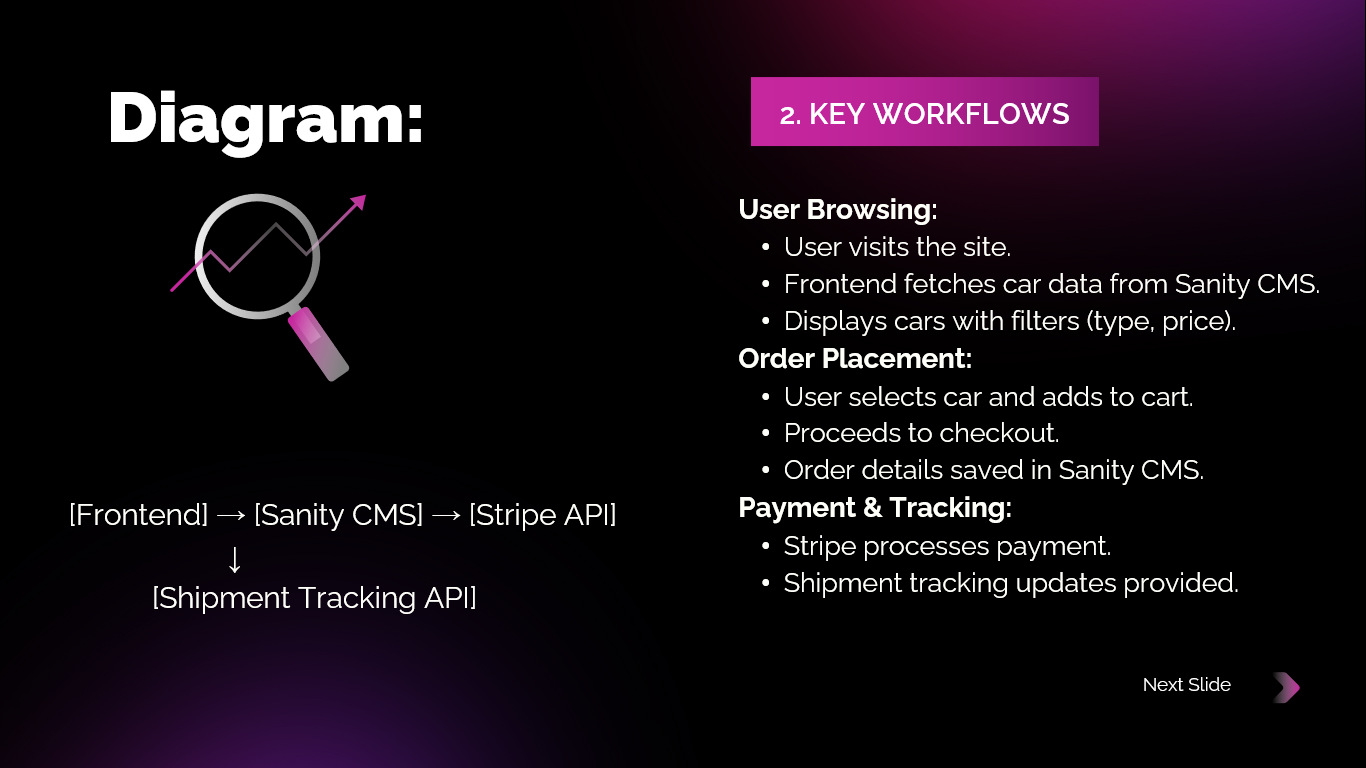 Diagram:
[Frontend] → [Sanity CMS] → [Stripe API]
↓
[Shipment Tracking API]
2. KEY WORKFLOWS
User Browsing:
• User visits the site.
• Frontend fetches car data from Sanity CMS.
• Displays cars with filters (type, price).
Order Placement:
• User selects car and adds to cart.
• Proceeds to checkout.
• Order details saved in Sanity CMS.
Payment & Tracking:
• Stripe processes payment.
• Shipment tracking updates provided.
Next Slide